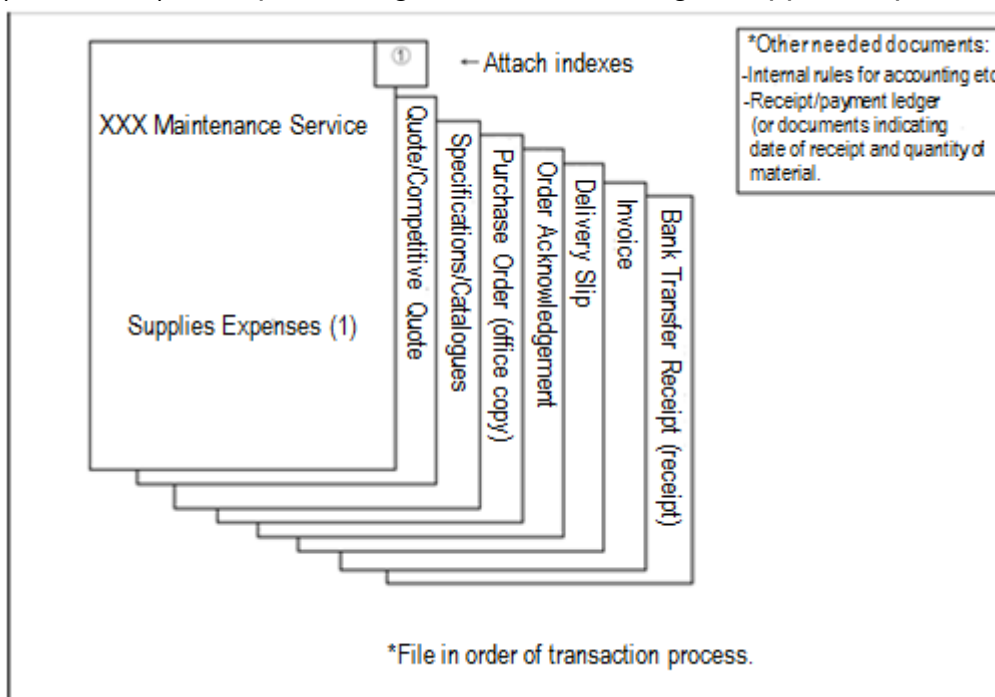 ①
←Attach indexes
XXX Maintenance Service
Supplies Expenses (1)
Quote/Competitive Quote
Specifications/Catalogues
Purchase Order (office copy)
Order Acknowledgement
Delivery Slip
Invoice
Bank Transfer Receipt (receipt)
*Other needed documents:
-Internal rules for accounting etc
-Receipt/payment ledger
(or documents indicating
date of receipt and quantity of
material.
*File in order of transaction process.